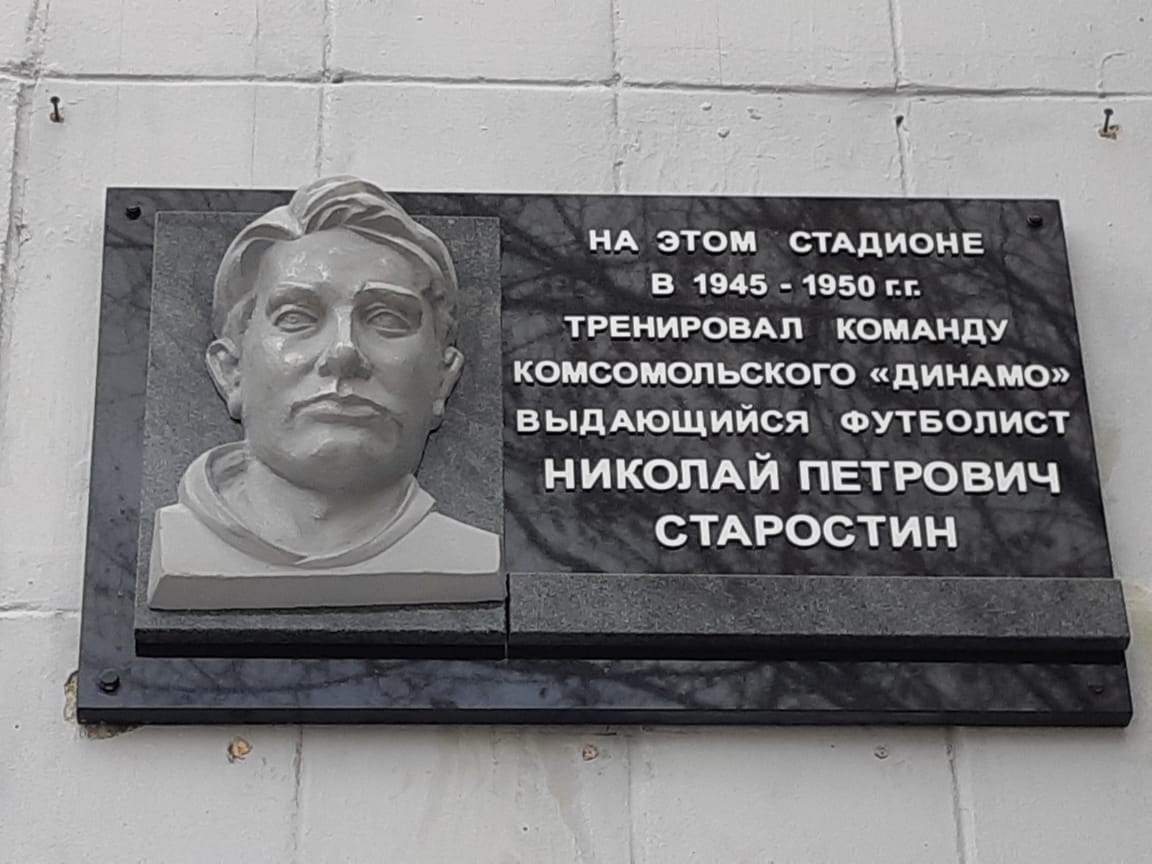 НА ЭТОМ СТАДИОНЕ
В 1945 - 1950 г.г.
ТРЕНИРОВАЛ КОМАНДУ
КОМСОМОЛЬСКОГО «ДИНАМО»
ВЫДАЮЩИЙСЯ ФУТБОЛИСТ
НИКОЛАЙ ПЕТРОВИЧ
СТАРОСТИН